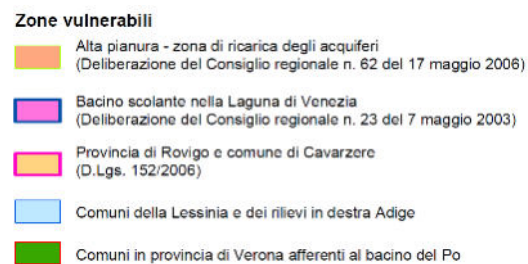 Zone vulnerabili
Alta pianura - zona di ricarica degli acquiferi
(Deliberazione del Consiglio regionale n. 62 del 17 maggio 2006)
Bacino scolante nella Laguna di Venezia
(Deliberazione del Consiglio regionale n. 23 del 7 maggio 2003)
Provincia di Rovigo e comune di Cavarzere
(D.Lgs. 152/2006)
Comuni della Lessinia e dei rilievi in destra Adige
Comuni in provincia di Verona afferenti al bacino del Po